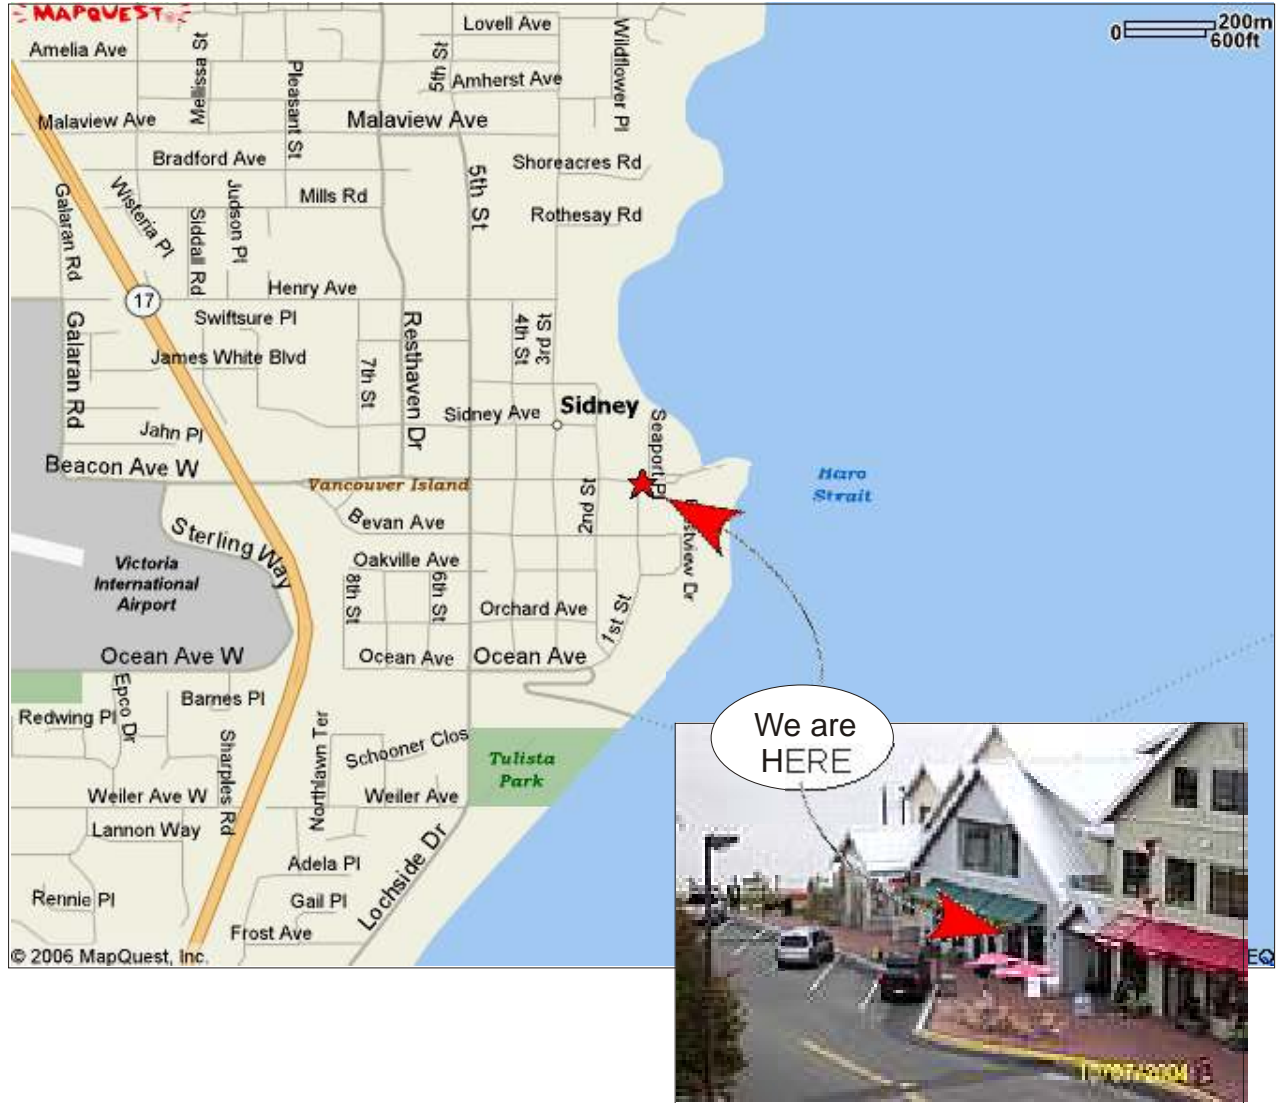 MAPQUEST
0 200m
600ft
Lovell Ave
Amelia Ave
Mellissa St
Pleasant St
5th St
Amherst Ave
Wildflower Pl
Malaview Ave
Malaview Ave
Bradford Ave
Shoreacres Rd
Mills Rd
5th St
Rothesay Rd
Galaran Rd
Wisteria Pl
Siddall Rd
Judson Pl
Henry Ave
17
Swiftsure Pl
Galaran Rd
James White Blvd
7th St
Resthaven Dr
4th St
3rd St
Sidney Ave
Sidney
Seaport Pl
Jahn Pl
Beacon Ave W
Vancouver Island
Haro
Strait
2nd St
Bevan Ave
Sterling Way
Oakville Ave
Victoria
International
Airport
8th St
6th St
Orchard Ave
1st St
Ocean Ave W
Ocean Ave
Ocean Ave
Epco Dr
Barnes Pl
Redwing Pl
Sharples Rd
Northlawn Ter
Schooner Clos
Tulista
Park
We are
HERE
Weiler Ave W
Weiler Ave
Lannon Way
Lochside Dr
Adela Pl
Rennie Pl
Gail Pl
Frost Ave
© 2006 MapQuest, Inc.
EQ